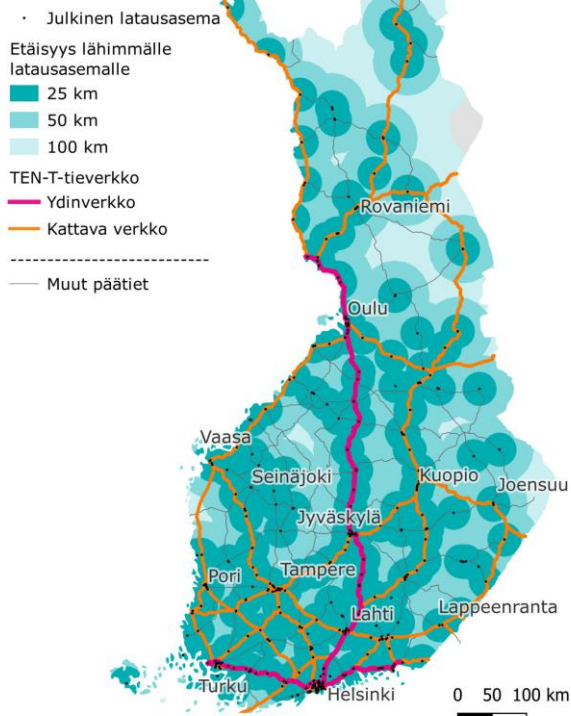 Julkinen latausasema
Etäisyys lähimmälle
latausasemalle
25 km
50 km
100 km
TEN-T-tieverkko
Ydinverkko
Kattava verkko
Muut päätiet
Rovaniemi
Oulu
Vaasa
Seinäjoki
Kuopio
Joensuu
Jyväskylä
Pori
Tampere
Lahti
Lappeenranta
Turku
Helsinki
0 50 100 km